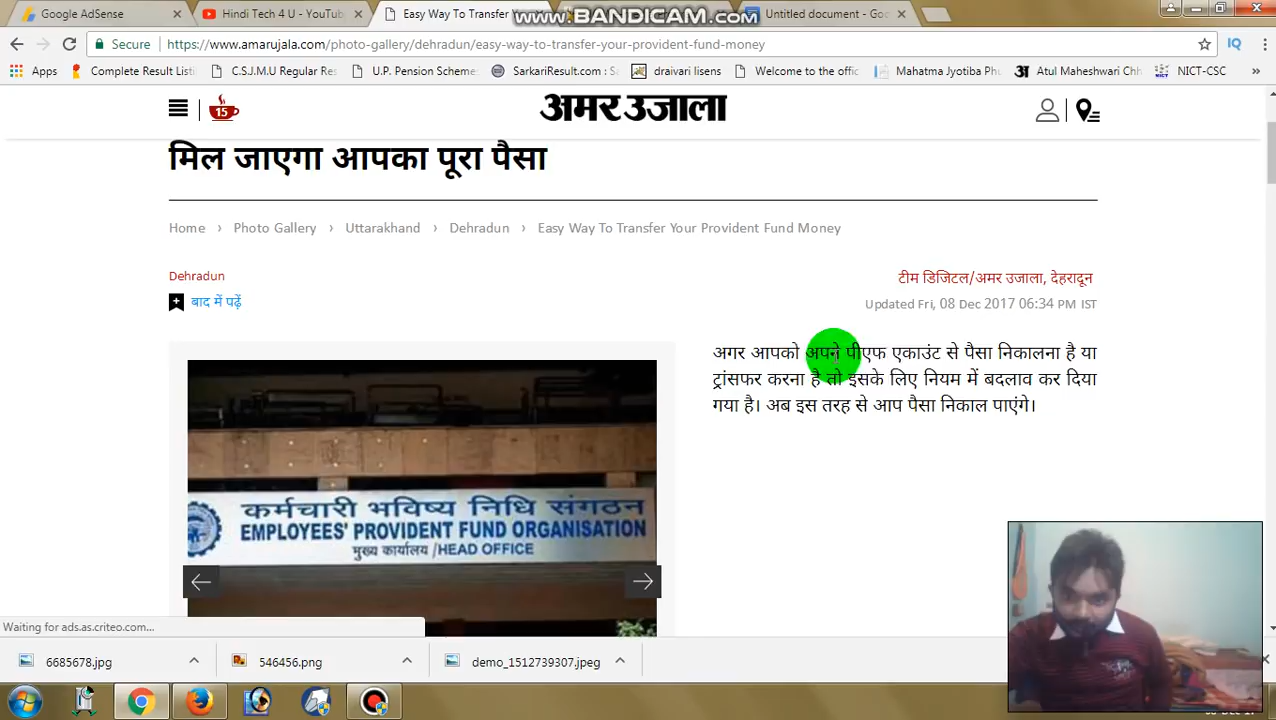 Google AdSense
Hindi Tech 4 U - YouTube
Easy Way To Transfer
www.BANDICAM.com
Untitled document - Goo
Secure
https://www.amarujala.com/photo-gallery/dehradun/easy-way-to-transfer-your-provident-fund-money
Apps
Complete Result Listi
C.S.J.M.U Regular Res
U.P. Pension Scheme:
SarkariResult.com : Sa
draivari lisens
Welcome to the offic
Mahatma Jyotiba Phu
Atul Maheshwari Chh
NICT-CSC
15
अमर उजाला
मिल जाएगा आपका पूरा पैसा
Home › Photo Gallery › Uttarakhand › Dehradun › Easy Way To Transfer Your Provident Fund Money
Dehradun
टीम डिजिटल/अमर उजाला, देहरादून
बाद में पढ़ें
Updated Fri, 08 Dec 2017 06:34 PM IST
अगर आपको अपने पीएफ एकाउंट से पैसा निकालना है या
ट्रांसफर करना है तो इसके लिए नियम में बदलाव कर दिया
गया है। अब इस तरह से आप पैसा निकाल पाएंगे।
कर्मचारी भविष्य निधि संगठन
EMPLOYEES' PROVIDENT FUND ORGANISATION
मुख्य कार्यालय /HEAD OFFICE
Waiting for ads.as.criteo.com...
6685678.jpg
546456.png
demo_1512739307.jpeg